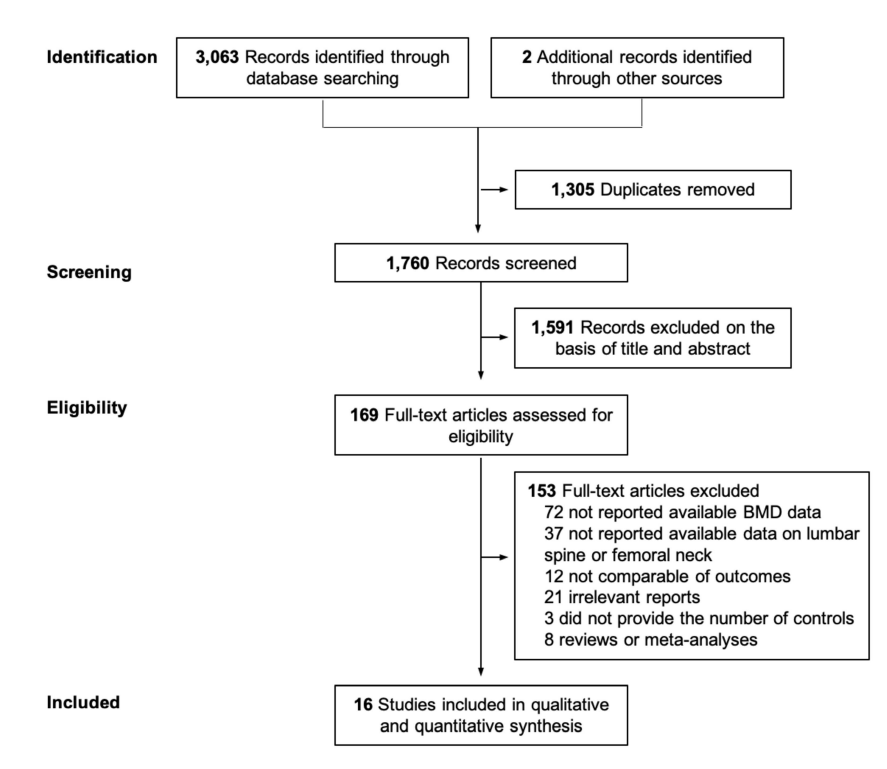 Identification
3,063 Records identified through
database searching
2 Additional records identified
through other sources
1,305 Duplicates removed
Screening
1,760 Records screened
1,591 Records excluded on the
basis of title and abstract
Eligibility
169 Full-text articles assessed for
eligibility
153 Full-text articles excluded
72 not reported available BMD data
37 not reported available data on lumbar
spine or femoral neck
12 not comparable of outcomes
21 irrelevant reports
3 did not provide the number of controls
8 reviews or meta-analyses
Included
16 Studies included in qualitative
and quantitative synthesis